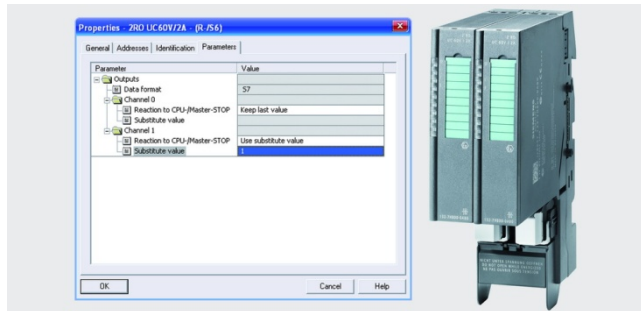 Properties - 2RO UC60V/2A - (R-/S6)
General Addresses Identification Parameters
Parameter Value
Outputs
Data format S7
Channel 0
Reaction to CPU-/Master-STOP Keep last value
Substitute value
Channel 1
Reaction to CPU-/Master-STOP Use substitute value
Substitute value 1
OK Cancel Help